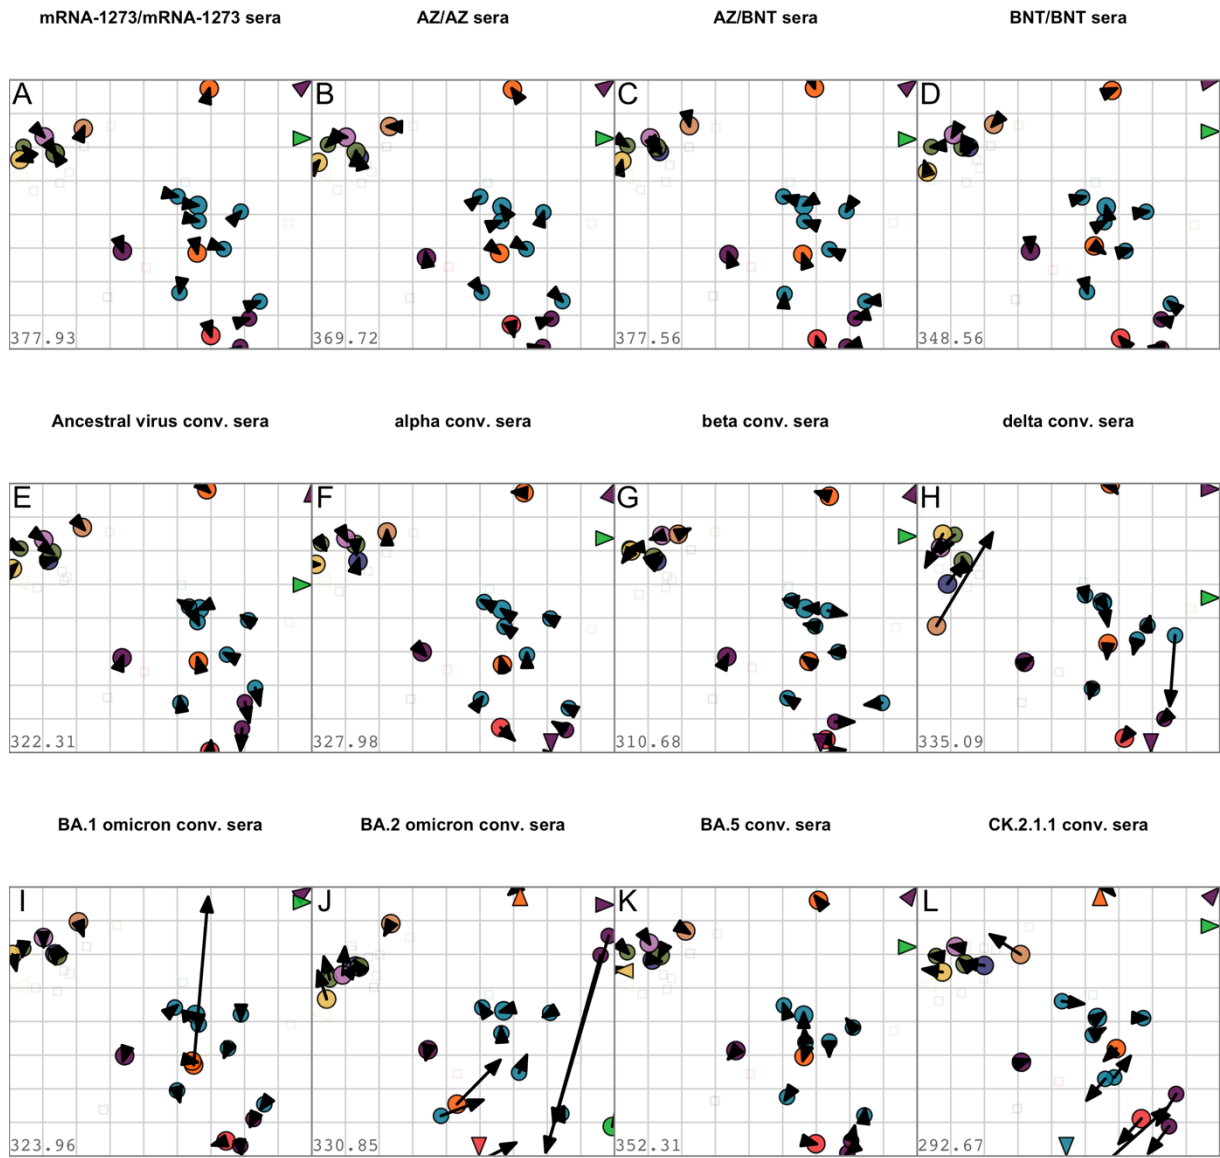 mRNA-1273/mRNA-1273 sera AZ/AZ sera AZ/BNT sera BNT/BNT sera
A B C D
377.93 369.72 377.56 348.56
Ancestral virus conv. sera alpha conv. sera beta conv. sera delta conv. sera
E F G H
322.31 327.98 310.68 335.09
BA.1 omicron conv. sera BA.2 omicron conv. sera BA.5 conv. sera CK.2.1.1 conv. sera
I J K L
323.96 330.85 352.31 292.67